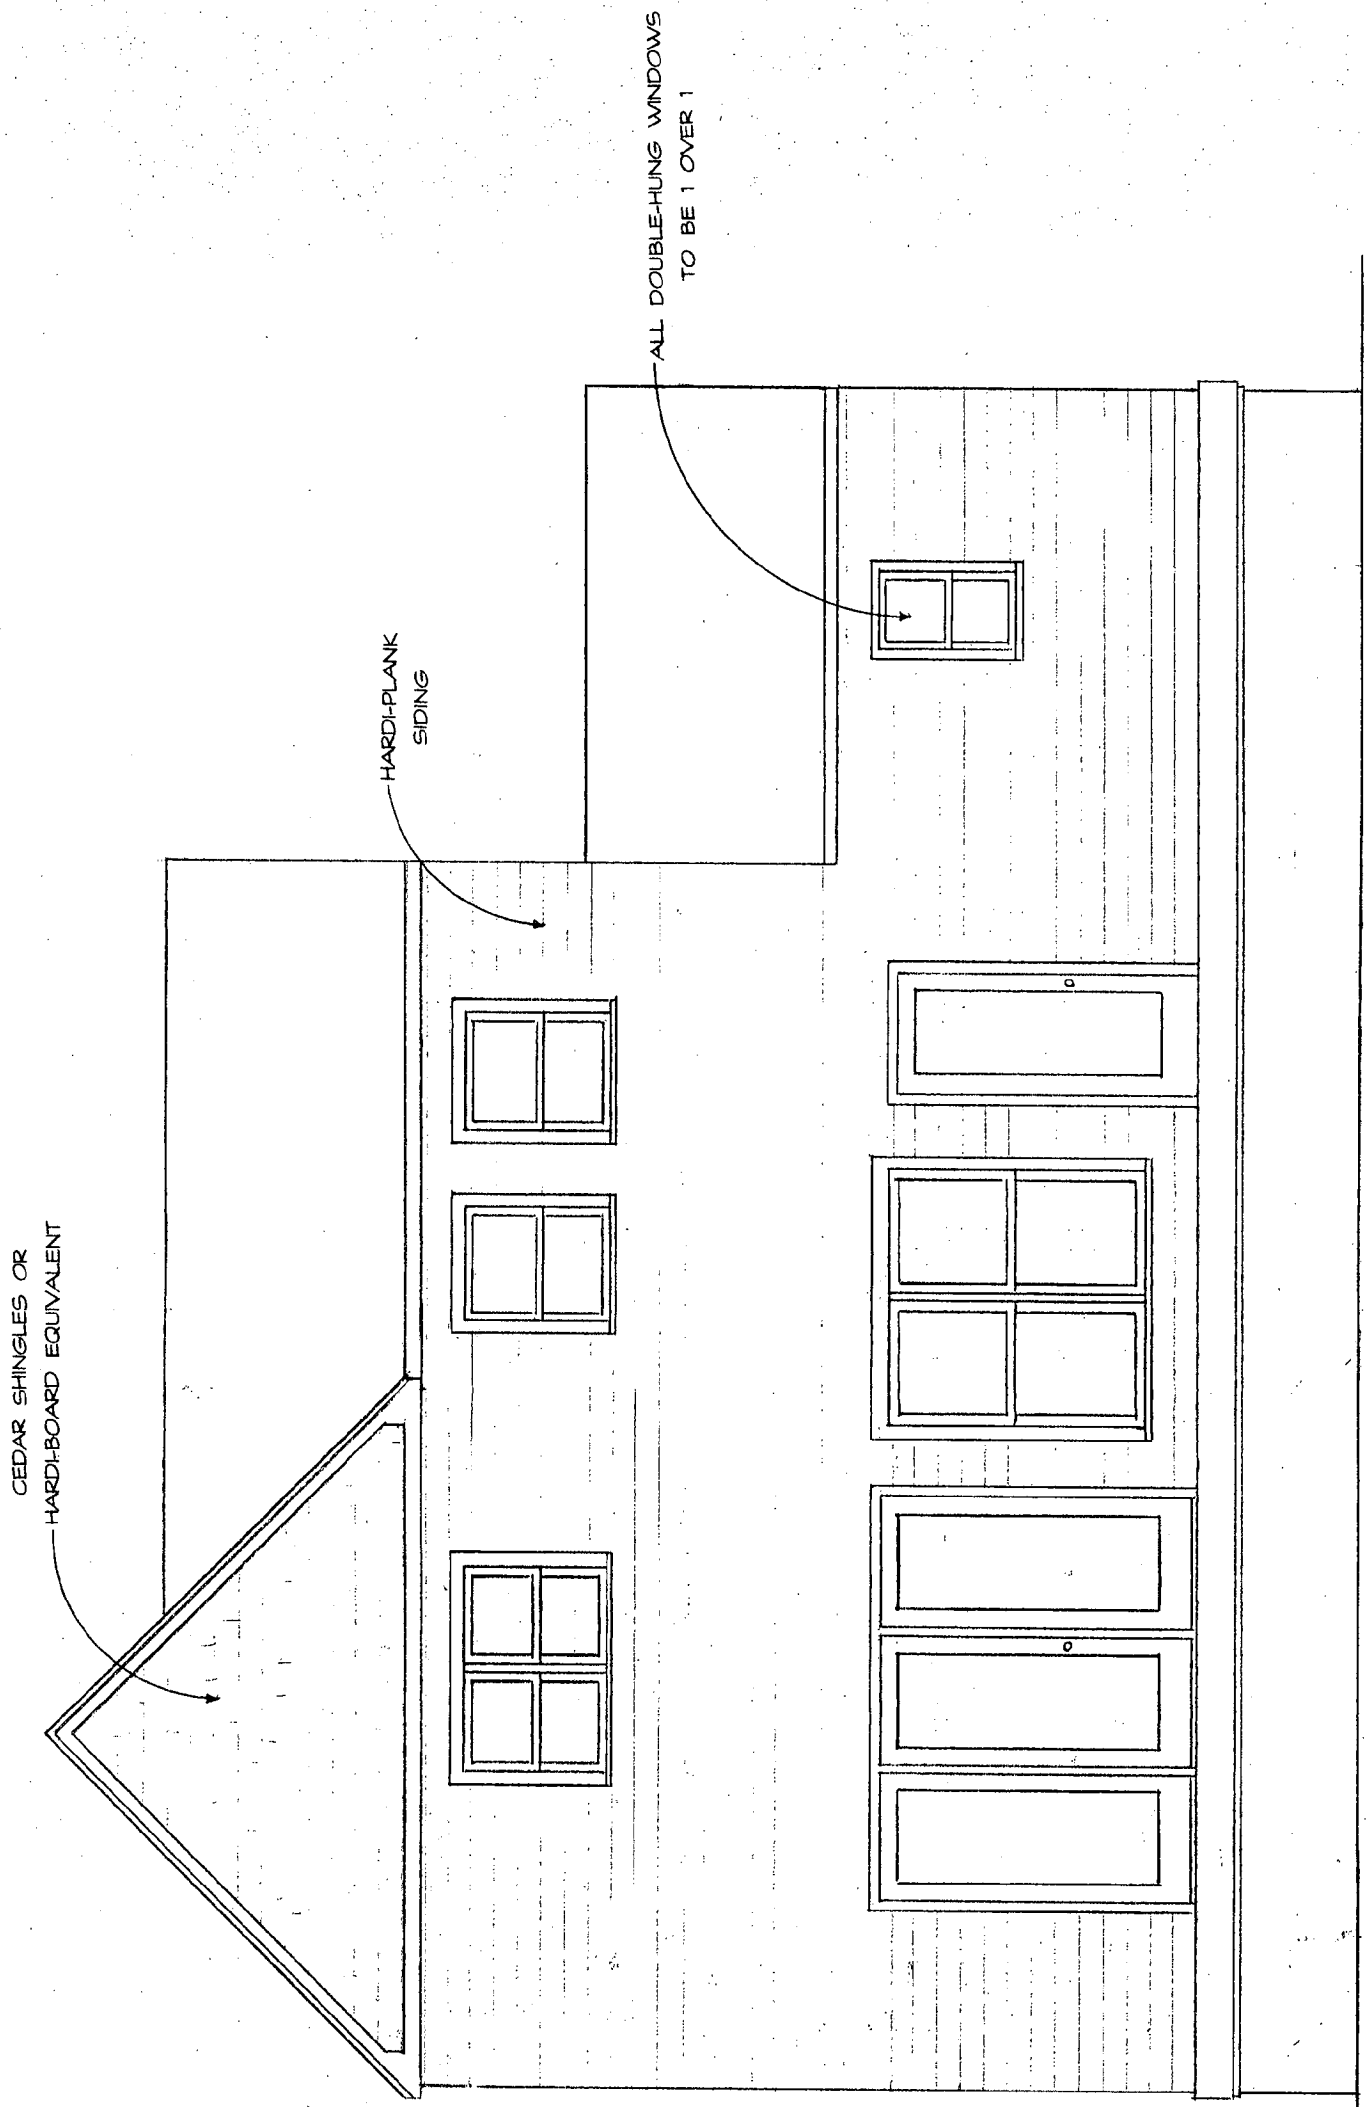 CEDAR SHINGLES OR
HARDI-BOARD EQUIVALENT
HARDI-PLANK
SIDING
ALL DOUBLE-HUNG WINDOWS
TO BE 1 OVER 1